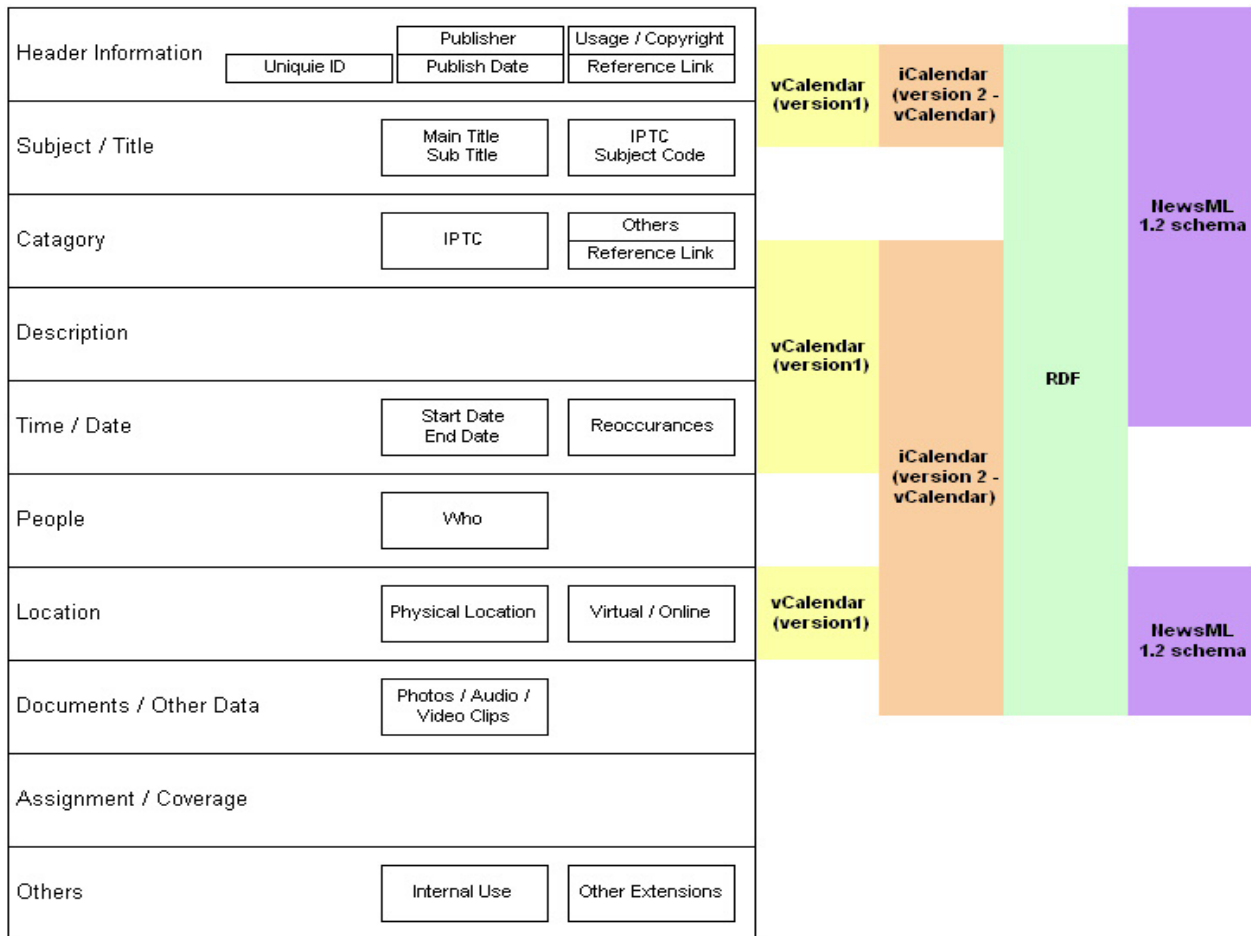 Header Information
Publisher
Usage / Copyright
Uniquie ID
Publish Date
Reference Link
Subject / Title
Main Title
Sub Title
IPTC
Subject Code
Catagory
IPTC
Others
Reference Link
Description
Time / Date
Start Date
End Date
Reoccurances
People
Who
Location
Physical Location
Virtual / Online
Documents / Other Data
Photos / Audio /
Video Clips
Assignment / Coverage
Others
Internal Use
Other Extensions
vCalendar
(version1)
vCalendar
(version1)
vCalendar
(version1)
iCalendar
(version 2 -
vCalendar)
iCalendar
(version 2 -
vCalendar)
RDF
NewsML
1.2 schema
NewsML
1.2 schema